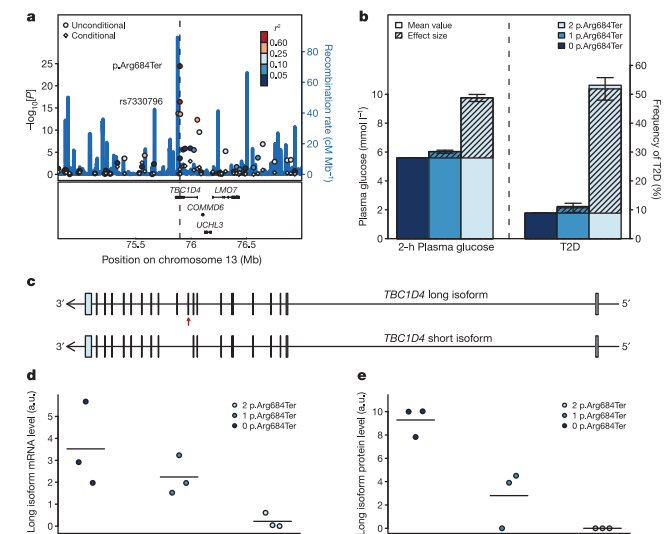 a
Unconditional
Conditional
r²
0.60
0.25
0.10
0.05
p.Arg684Ter
rs7330796
25
20
15
10
5
0
–log10[P]
80
60
40
20
0
Recombination rate (cM Mb⁻¹)
TBC1D4 LMO7
COMMD6
UCHL3
75.5 76 76.5
Position on chromosome 13 (Mb)
b
Mean value
Effect size
2 p.Arg684Ter
1 p.Arg684Ter
0 p.Arg684Ter
10
8
6
4
2
0
Plasma glucose (mmol l⁻¹)
60
50
40
30
20
10
0
Frequency of T2D (%)
2-h Plasma glucose T2D
c
3′ TBC1D4 long isoform 5′
3′ TBC1D4 short isoform 5′
d
2 p.Arg684Ter
1 p.Arg684Ter
0 p.Arg684Ter
5
4
3
2
1
0
Long isoform mRNA level (a.u.)
e
2 p.Arg684Ter
1 p.Arg684Ter
0 p.Arg684Ter
10
8
6
4
2
0
Long isoform protein level (a.u.)